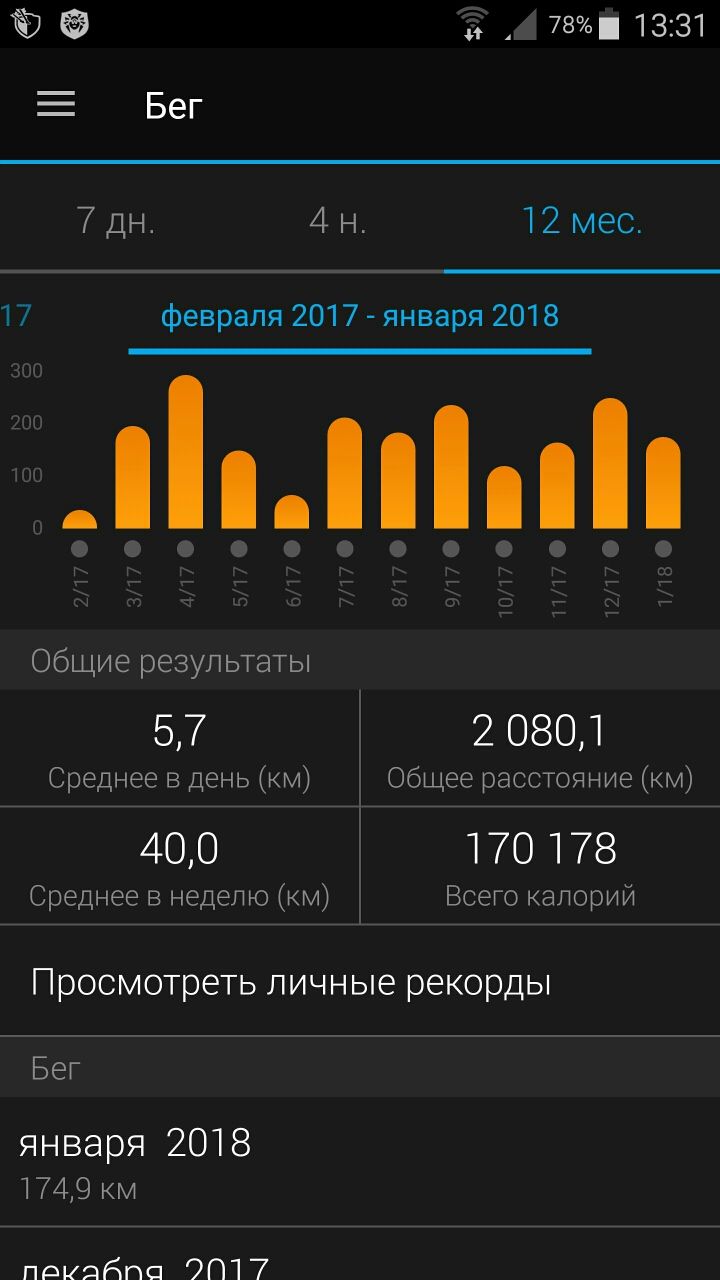 78% 13:31
Бег
7 дн. 4 н. 12 мес.
17 февраля 2017 - января 2018
300
200
100
0
2/17 3/17 4/17 5/17 6/17 7/17 8/17 9/17 10/17 11/17 12/17 1/18
Общие результаты
5,7 2 080,1
Среднее в день (км) Общее расстояние (км)
40,0 170 178
Среднее в неделю (км) Всего калорий
Просмотреть личные рекорды
Бег
января 2018
174,9 км
декабря 2017